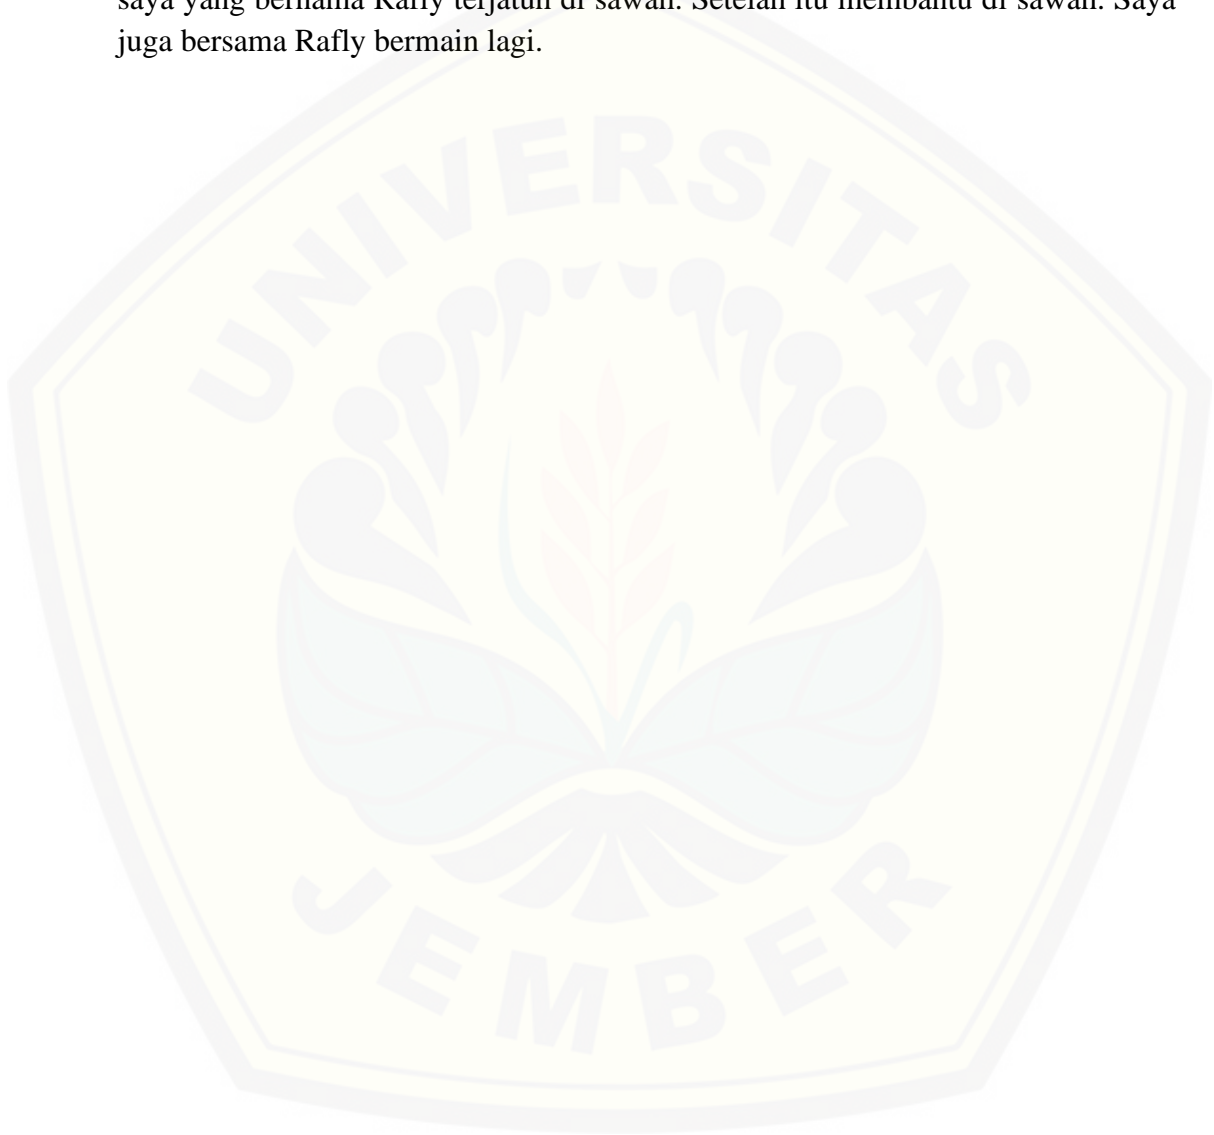 saya yang bernama Rafly terjatuh di sawah. Setelah itu membantu di sawah. Saya
juga bersama Rafly bermain lagi.
UNIVERSITAS
JEMBER